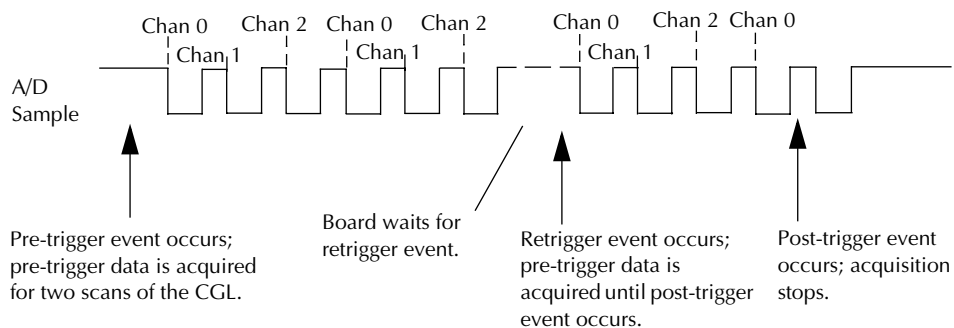 Chan 0 Chan 2 Chan 0 Chan 2 Chan 0 Chan 2 Chan 0
Chan 1 Chan 1 Chan 1
A/D
Sample
Pre-trigger event occurs;
pre-trigger data is acquired
for two scans of the CGL.
Board waits for
retrigger event.
Retrigger event occurs;
pre-trigger data is
acquired until post-trigger
event occurs.
Post-trigger event
occurs; acquisition
stops.